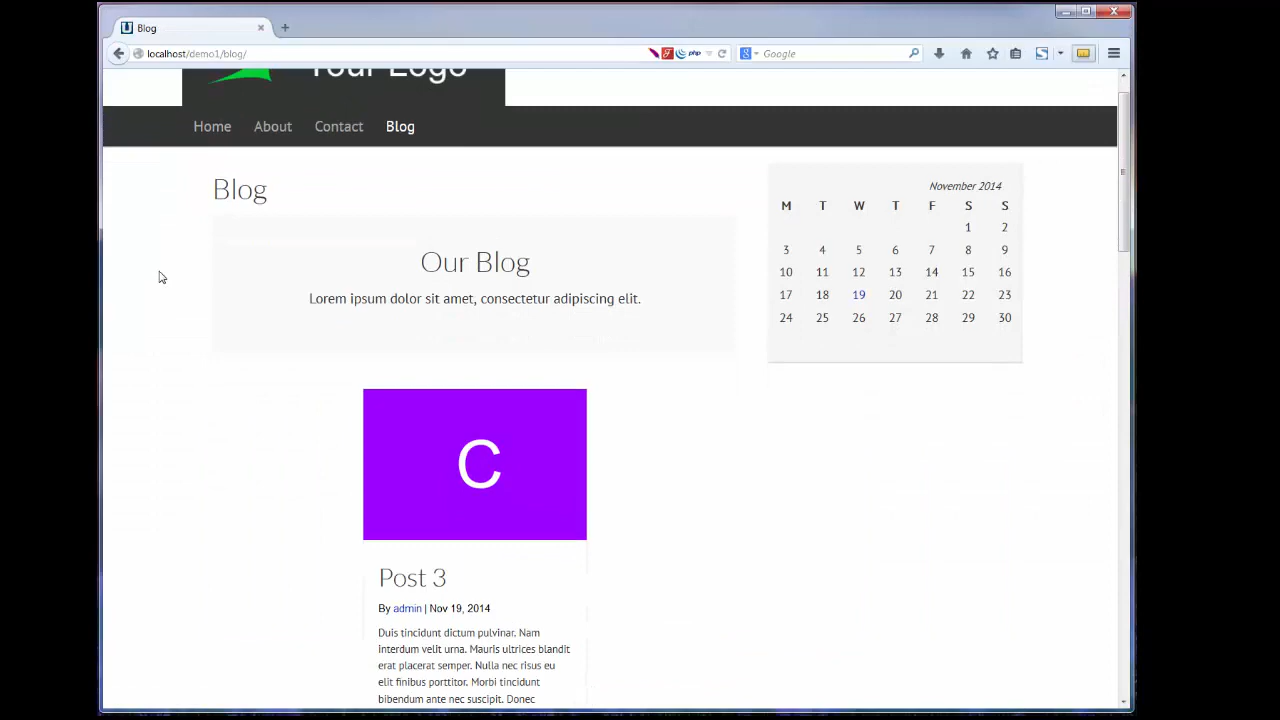 Blog
localhost/demo1/blog/
php
Google
Your Logo
Home About Contact Blog
Blog
Our Blog
Lorem ipsum dolor sit amet, consectetur adipiscing elit.
November 2014
M T W T F S S
1 2
3 4 5 6 7 8 9
10 11 12 13 14 15 16
17 18 19 20 21 22 23
24 25 26 27 28 29 30
C
Post 3
By admin | Nov 19, 2014
Duis tincidunt dictum pulvinar. Nam
interdum velit urna. Mauris ultrices blandit
erat placerat semper. Nulla nec risus eu
elit finibus porttitor. Morbi tincidunt
bibendum ante nec suscipit. Donec